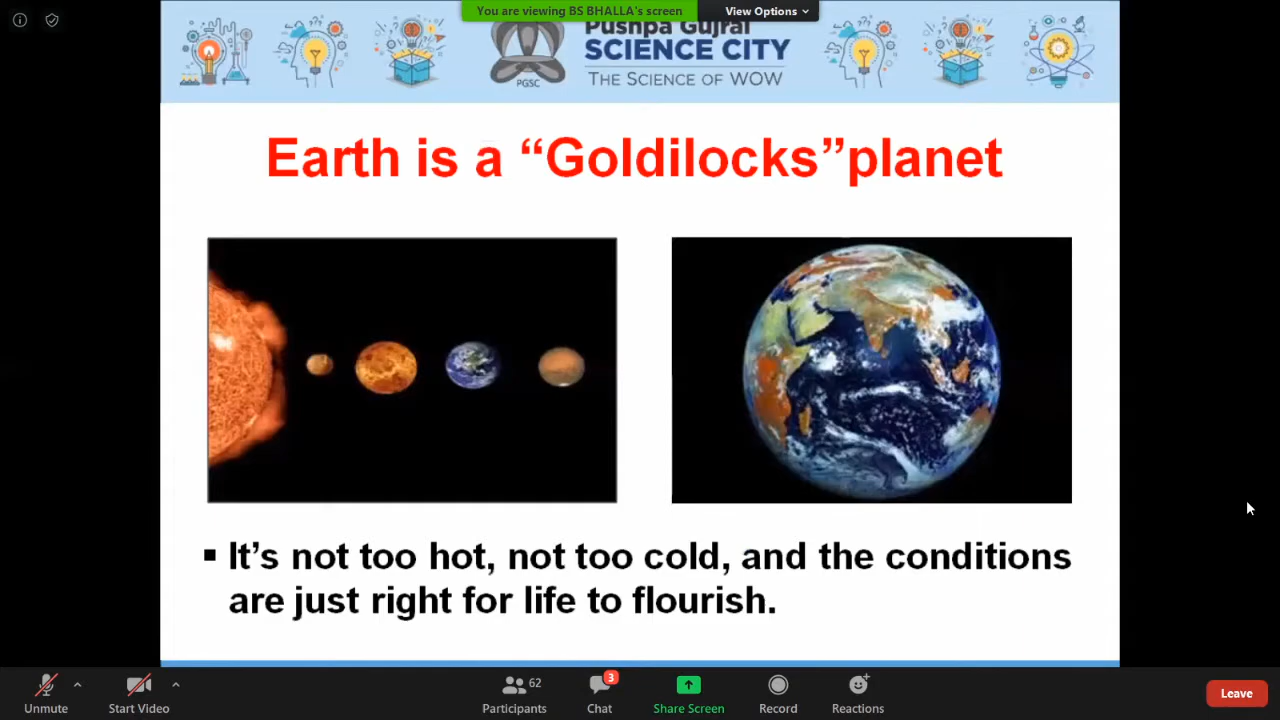 You are viewing BS BHALLA's screen
View Options
Pushpa Gujral
SCIENCE CITY
THE SCIENCE OF WOW
PGSC
Earth is a “Goldilocks”planet
It’s not too hot, not too cold, and the conditions
are just right for life to flourish.
Unmute
Start Video
62
Participants
3
Chat
Share Screen
Record
Reactions
Leave